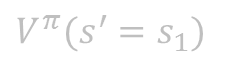 V^π(s′ = s₁)